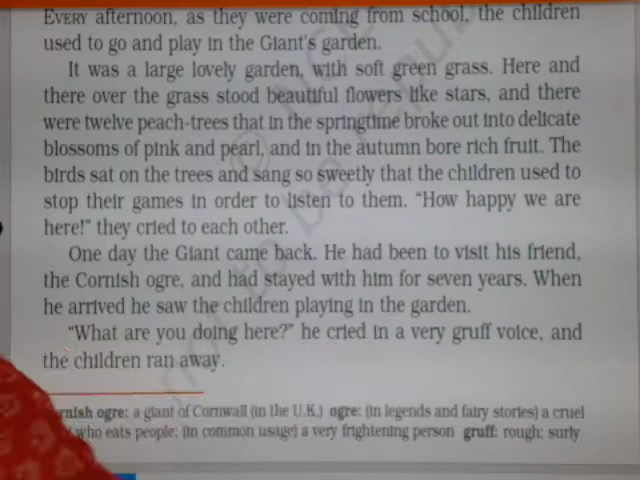 EVERY afternoon, as they were coming from school, the children
used to go and play in the Giant's garden.
It was a large lovely garden, with soft green grass. Here and
there over the grass stood beautiful flowers like stars, and there
were twelve peach-trees that in the springtime broke out into delicate
blossoms of pink and pearl, and in the autumn bore rich fruit. The
birds sat on the trees and sang so sweetly that the children used to
stop their games in order to listen to them. “How happy we are
here!” they cried to each other.
One day the Giant came back. He had been to visit his friend,
the Cornish ogre, and had stayed with him for seven years. When
he arrived he saw the children playing in the garden.
“What are you doing here?” he cried in a very gruff voice, and
the children ran away.
ogre: a giant of Cornwall (in the U.K.) ogre: (in legends and fairy stories) a cruel
who eats people; (in common usage) a very frightening person gruff: rough; surly